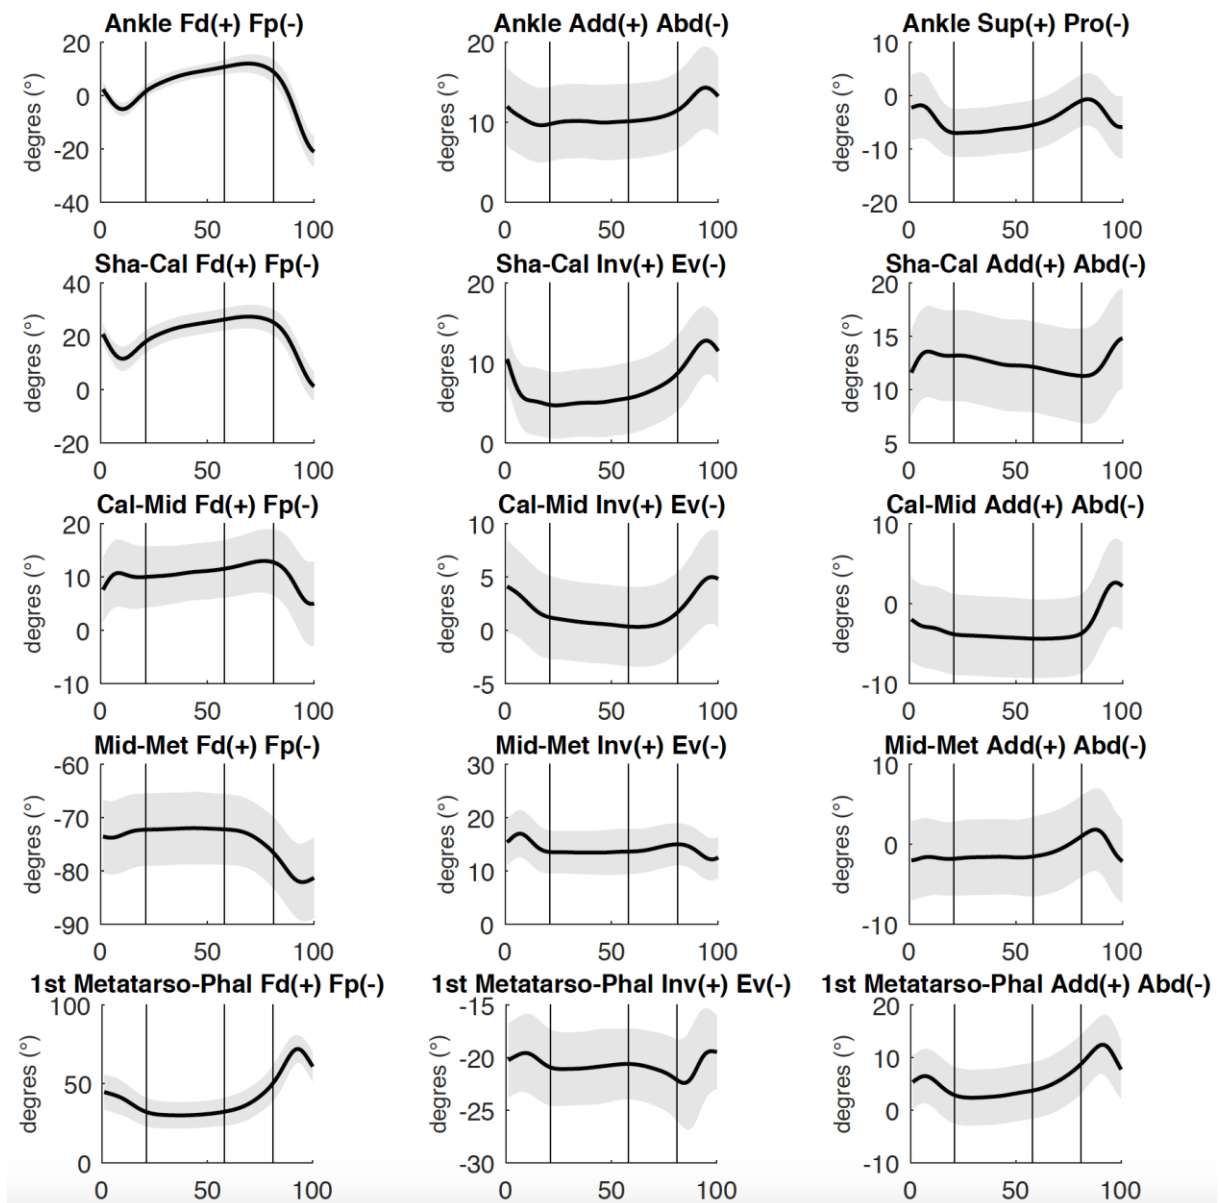 Ankle Fd(+) Fp(-)
Ankle Add(+) Abd(-)
Ankle Sup(+) Pro(-)
20
0
-20
-40
degres (°)
0 50 100
20
10
0
degres (°)
0 50 100
10
0
-10
-20
degres (°)
0 50 100
Sha-Cal Fd(+) Fp(-)
Sha-Cal Inv(+) Ev(-)
Sha-Cal Add(+) Abd(-)
40
20
0
-20
degres (°)
0 50 100
20
10
0
degres (°)
0 50 100
20
15
10
5
degres (°)
0 50 100
Cal-Mid Fd(+) Fp(-)
Cal-Mid Inv(+) Ev(-)
Cal-Mid Add(+) Abd(-)
20
10
0
-10
degres (°)
0 50 100
10
5
0
-5
degres (°)
0 50 100
10
0
-10
degres (°)
0 50 100
Mid-Met Fd(+) Fp(-)
Mid-Met Inv(+) Ev(-)
Mid-Met Add(+) Abd(-)
-60
-70
-80
-90
degres (°)
0 50 100
30
20
10
0
degres (°)
0 50 100
10
0
-10
degres (°)
0 50 100
1st Metatarso-Phal Fd(+) Fp(-)
1st Metatarso-Phal Inv(+) Ev(-)
1st Metatarso-Phal Add(+) Abd(-)
100
50
0
degres (°)
0 50 100
-15
-20
-25
-30
degres (°)
0 50 100
20
10
0
-10
degres (°)
0 50 100